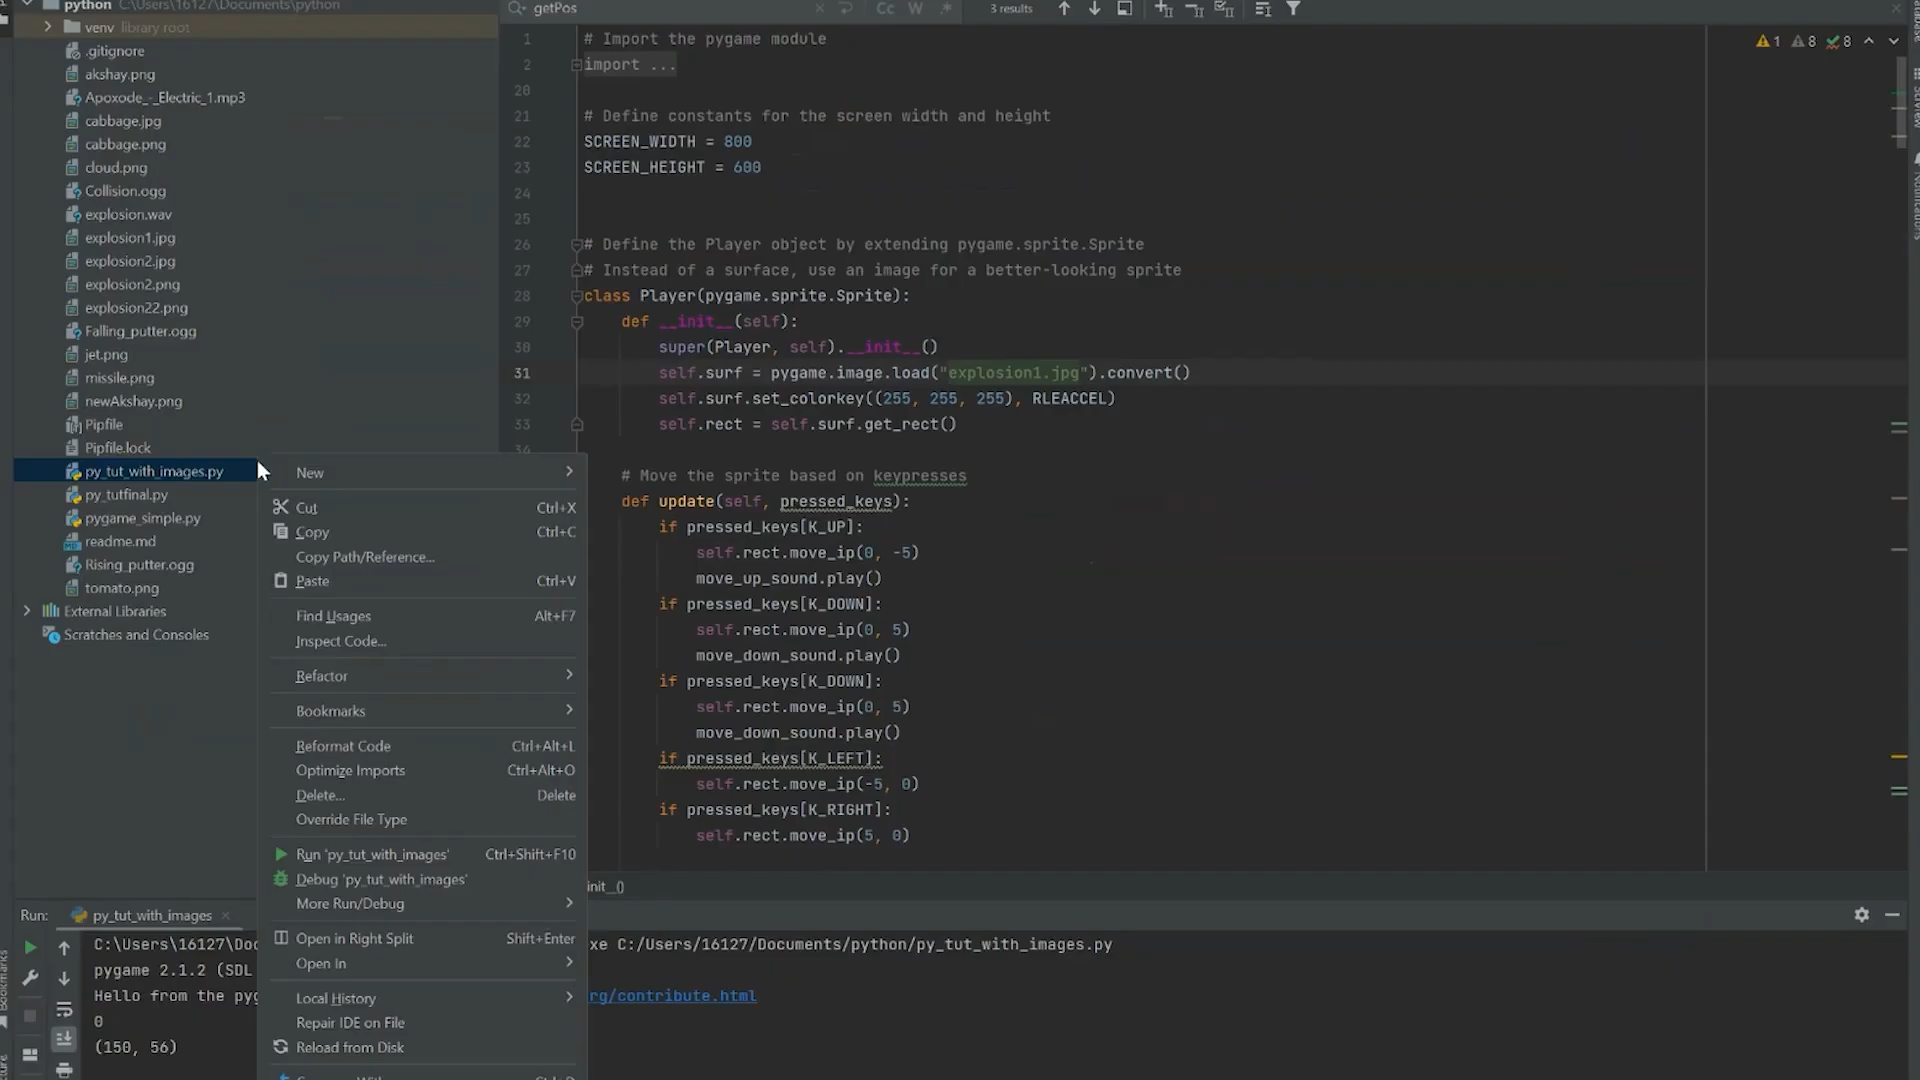 python C:\Users\16127\Documents\python
venv library root
.gitignore
akshay.png
Apoxode_-_Electric_1.mp3
cabbage.jpg
cabbage.png
cloud.png
Collision.ogg
explosion.wav
explosion1.jpg
explosion2.jpg
explosion2.png
explosion22.png
Falling_putter.ogg
jet.png
missile.png
newAkshay.png
Pipfile
Pipfile.lock
py_tut_with_images.py
py_tutfinal.py
pygame_simple.py
readme.md
Rising_putter.ogg
tomato.png
External Libraries
Scratches and Consoles
New
Cut Ctrl+X
Copy Ctrl+C
Copy Path/Reference...
Paste Ctrl+V
Find Usages Alt+F7
Inspect Code...
Refactor
Bookmarks
Reformat Code Ctrl+Alt+L
Optimize Imports Ctrl+Alt+O
Delete... Delete
Override File Type
Run 'py_tut_with_images' Ctrl+Shift+F10
Debug 'py_tut_with_images'
More Run/Debug
Open in Right Split Shift+Enter
Open In
Local History
Repair IDE on File
Reload from Disk
getPos Cc W .* 3 results
1 8 8
1 # Import the pygame module
2 import ...
20
21 # Define constants for the screen width and height
22 SCREEN_WIDTH = 800
23 SCREEN_HEIGHT = 600
24
25
26 # Define the Player object by extending pygame.sprite.Sprite
27 # Instead of a surface, use an image for a better-looking sprite
28 class Player(pygame.sprite.Sprite):
29 def __init__(self):
30 super(Player, self).__init__()
31 self.surf = pygame.image.load("explosion1.jpg").convert()
32 self.surf.set_colorkey((255, 255, 255), RLEACCEL)
33 self.rect = self.surf.get_rect()
34
# Move the sprite based on keypresses
def update(self, pressed_keys):
if pressed_keys[K_UP]:
self.rect.move_ip(0, -5)
move_up_sound.play()
if pressed_keys[K_DOWN]:
self.rect.move_ip(0, 5)
move_down_sound.play()
if pressed_keys[K_DOWN]:
self.rect.move_ip(0, 5)
move_down_sound.play()
if pressed_keys[K_LEFT]:
self.rect.move_ip(-5, 0)
if pressed_keys[K_RIGHT]:
self.rect.move_ip(5, 0)
init_()
Run: py_tut_with_images
C:\Users\16127\Doc xe C:/Users/16127/Documents/python/py_tut_with_images.py
pygame 2.1.2 (SDL
Hello from the pyg rg/contribute.html
0
(150, 56)